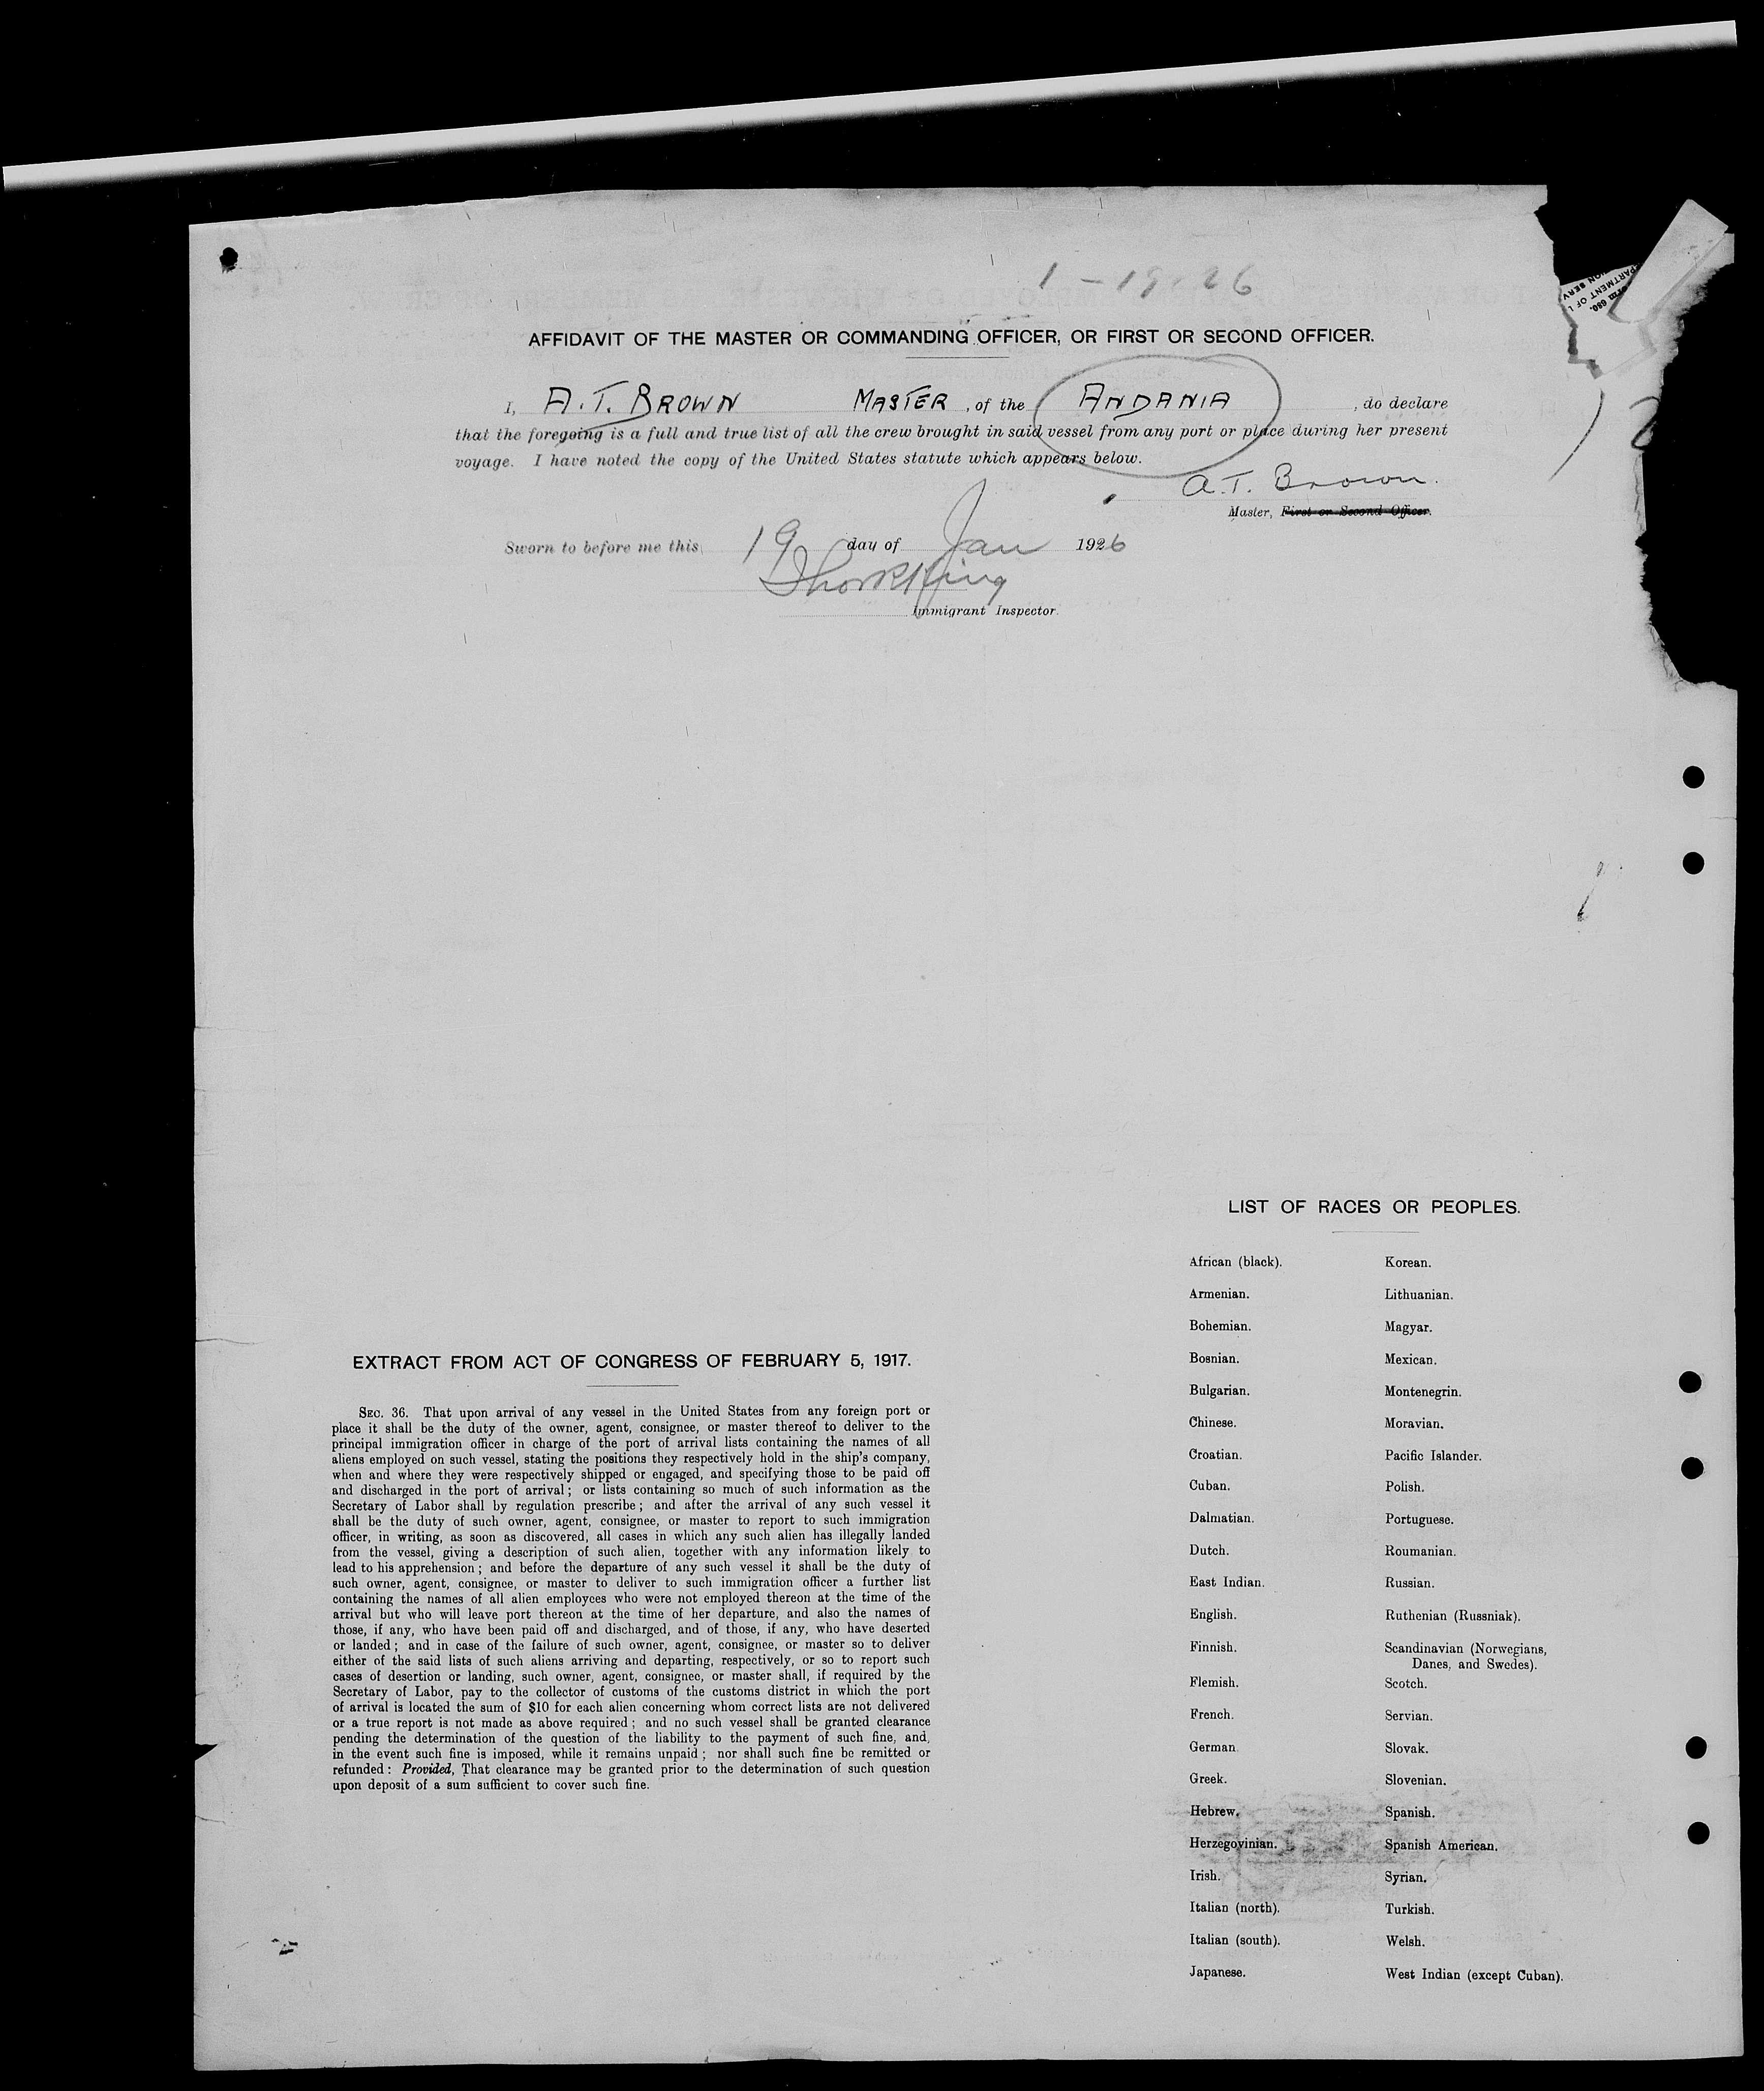 1-19-26
AFFIDAVIT OF THE MASTER OR COMMANDING OFFICER, OR FIRST OR SECOND OFFICER.
I, A.T. BROWN MASTER, of the ANDANIA, do declare
that the foregoing is a full and true list of all the crew brought in said vessel from any port or place during her present
voyage. I have noted the copy of the United States statute which appears below.
A.T. Brown.
Master, First or Second Officer.
Sworn to before me this 19 day of Jan 1926
Immigrant Inspector.
LIST OF RACES OR PEOPLES.
African (black). Korean.
Armenian. Lithuanian.
Bohemian. Magyar.
Bosnian. Mexican.
Bulgarian. Montenegrin.
Chinese. Moravian.
Croatian. Pacific Islander.
Cuban. Polish.
Dalmatian. Portuguese.
Dutch. Roumanian.
East Indian. Russian.
English. Ruthenian (Russniak).
Finnish. Scandinavian (Norwegians,
Danes, and Swedes).
Flemish. Scotch.
French. Servian.
German. Slovak.
Greek. Slovenian.
Hebrew. Spanish.
Herzegovinian. Spanish American.
Irish. Syrian.
Italian (north). Turkish.
Italian (south). Welsh.
Japanese. West Indian (except Cuban).
EXTRACT FROM ACT OF CONGRESS OF FEBRUARY 5, 1917.
SEC. 36. That upon arrival of any vessel in the United States from any foreign port or
place it shall be the duty of the owner, agent, consignee, or master thereof to deliver to the
principal immigration officer in charge of the port of arrival lists containing the names of all
aliens employed on such vessel, stating the positions they respectively hold in the ship's company,
when and where they were respectively shipped or engaged, and specifying those to be paid off
and discharged in the port of arrival; or lists containing so much of such information as the
Secretary of Labor shall by regulation prescribe; and after the arrival of any such vessel it
shall be the duty of such owner, agent, consignee, or master to report to such immigration
officer, in writing, as soon as discovered, all cases in which any such alien has illegally landed
from the vessel, giving a description of such alien, together with any information likely to
lead to his apprehension; and before the departure of any such vessel it shall be the duty of
such owner, agent, consignee, or master to deliver to such immigration officer a further list
containing the names of all alien employees who were not employed thereon at the time of the
arrival but who will leave port thereon at the time of her departure, and also the names of
those, if any, who have been paid off and discharged, and of those, if any, who have deserted
or landed; and in case of the failure of such owner, agent, consignee, or master so to deliver
either of the said lists of such aliens arriving and departing, respectively, or so to report such
cases of desertion or landing, such owner, agent, consignee, or master shall, if required by the
Secretary of Labor, pay to the collector of customs of the customs district in which the port
of arrival is located the sum of $10 for each alien concerning whom correct lists are not delivered
or a true report is not made as above required; and no such vessel shall be granted clearance
pending the determination of the question of the liability to the payment of such fine, and,
in the event such fine is imposed, while it remains unpaid; nor shall such fine be remitted or
refunded: Provided, That clearance may be granted prior to the determination of such question
upon deposit of a sum sufficient to cover such fine.